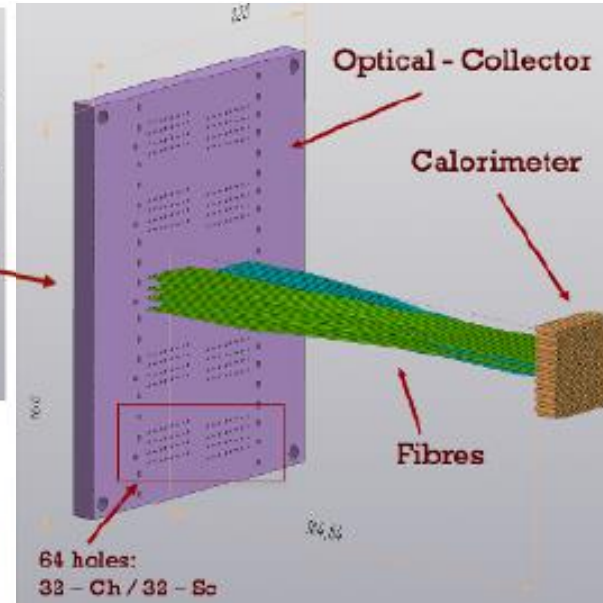 Optical - Collector
Calorimeter
Fibres
64 holes:
32 - Ch / 32 - Sc